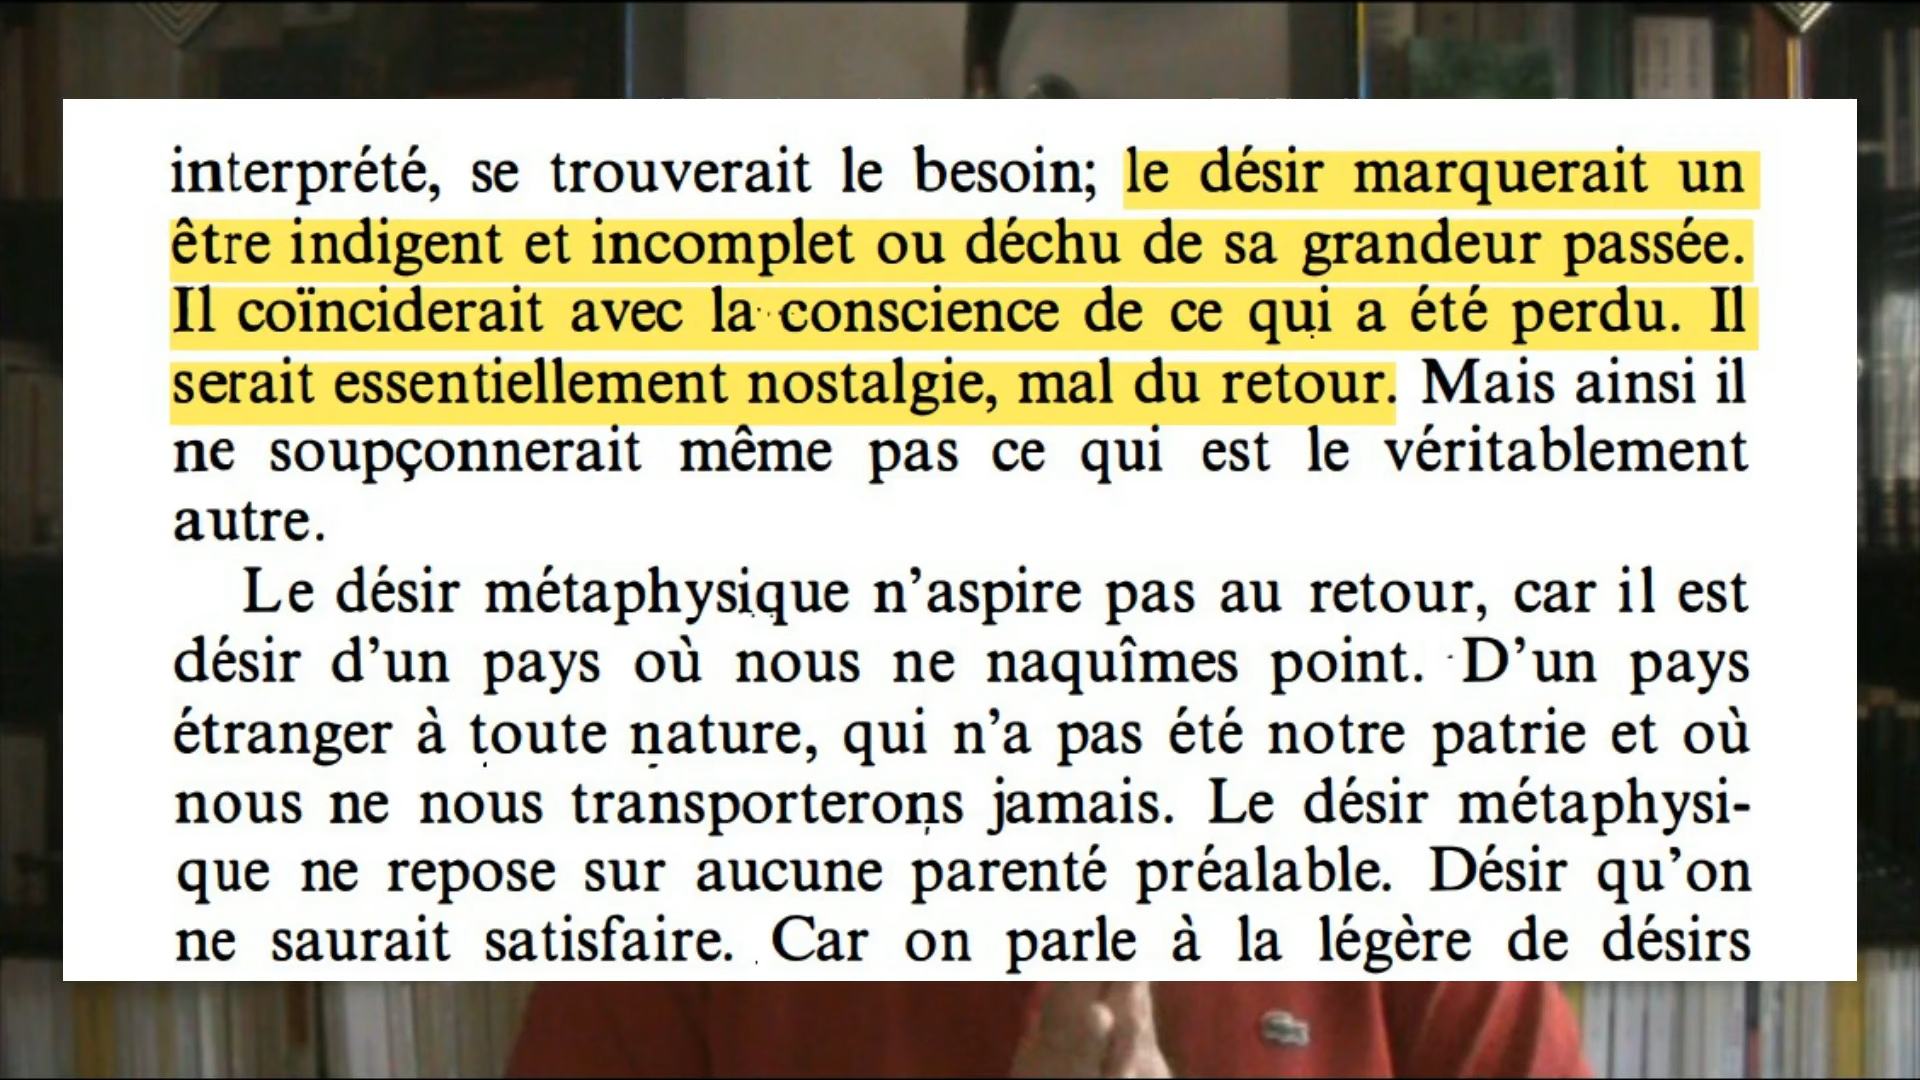 interprété, se trouverait le besoin; le désir marquerait un
être indigent et incomplet ou déchu de sa grandeur passée.
Il coïnciderait avec la conscience de ce qui a été perdu. Il
serait essentiellement nostalgie, mal du retour. Mais ainsi il
ne soupçonnerait même pas ce qui est le véritablement
autre.
Le désir métaphysique n’aspire pas au retour, car il est
désir d’un pays où nous ne naquîmes point. D’un pays
étranger à toute nature, qui n’a pas été notre patrie et où
nous ne nous transporterons jamais. Le désir métaphysi-
que ne repose sur aucune parenté préalable. Désir qu’on
ne saurait satisfaire. Car on parle à la légère de désirs